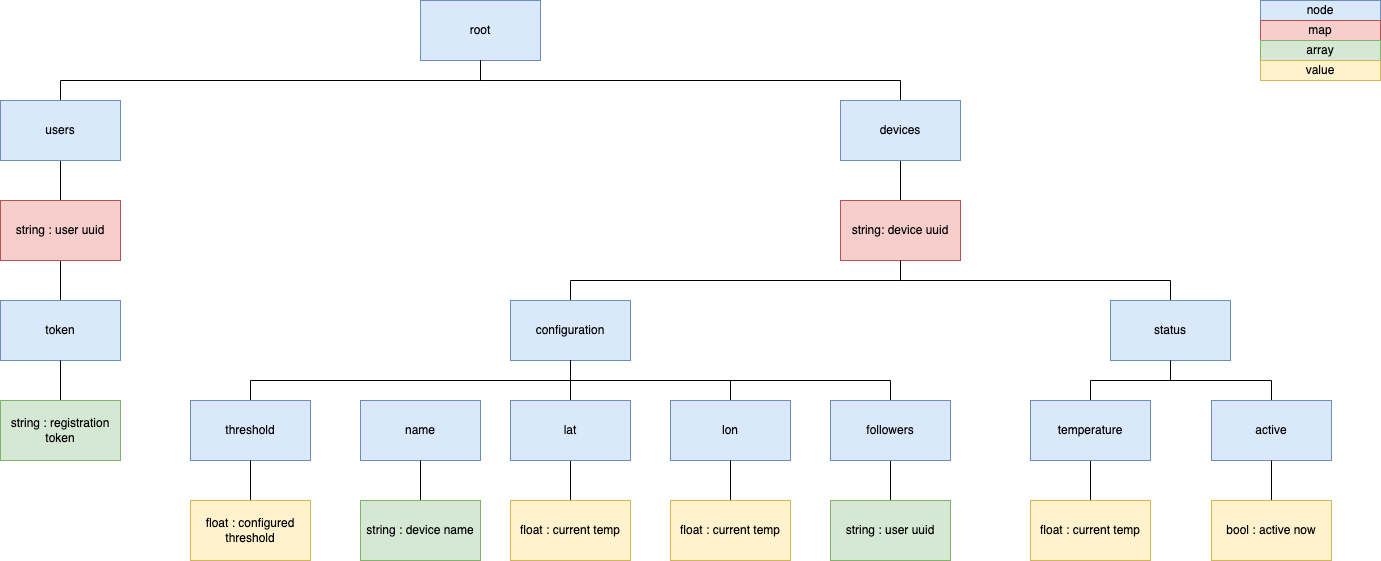 root
node
map
array
value
users
devices
string : user uuid
string: device uuid
token
configuration
status
string : registration
token
threshold
name
lat
lon
followers
temperature
active
float : configured
threshold
string : device name
float : current temp
float : current temp
string : user uuid
float : current temp
bool : active now